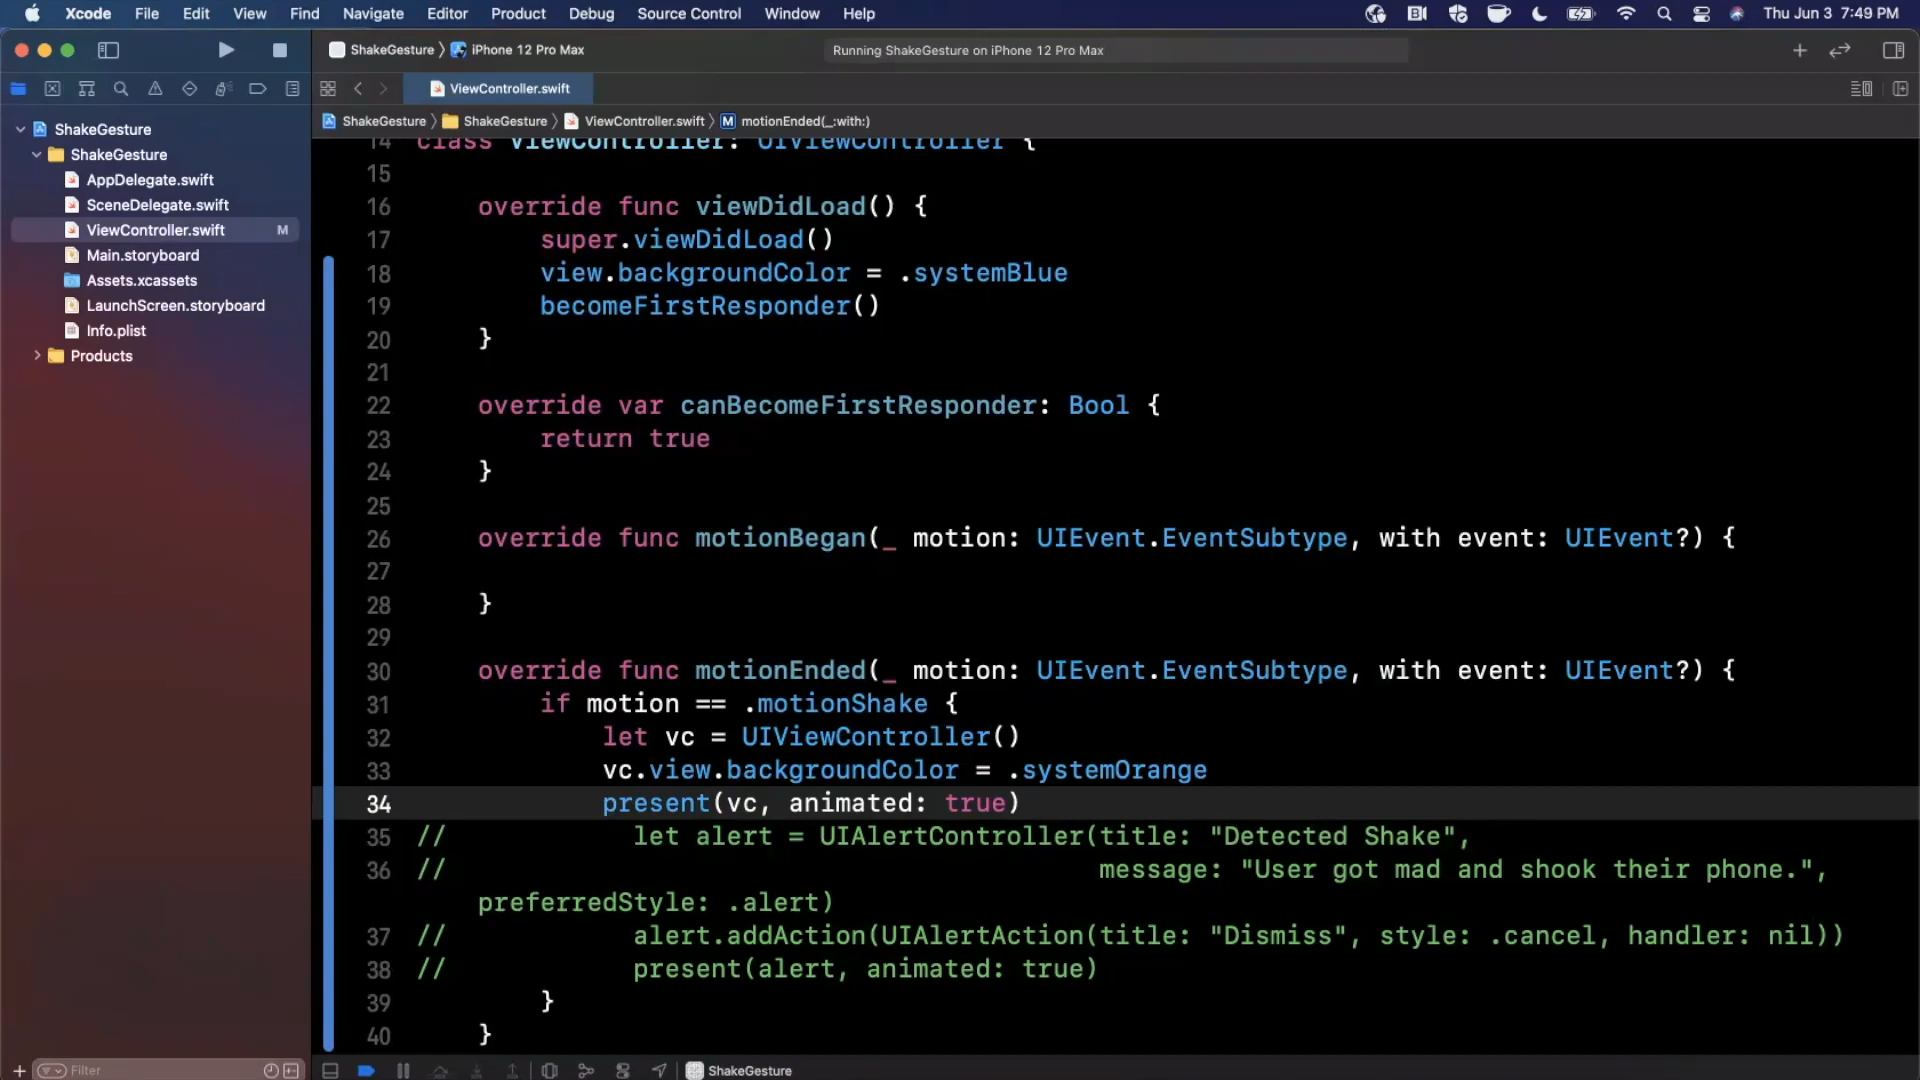 Xcode File Edit View Find Navigate Editor Product Debug Source Control Window Help Thu Jun 3 7:49 PM
ShakeGesture 〉 iPhone 12 Pro Max
Running ShakeGesture on iPhone 12 Pro Max
ViewController.swift
ShakeGesture 〉 ShakeGesture 〉 ViewController.swift 〉 M motionEnded(_:with:)
ShakeGesture
ShakeGesture
AppDelegate.swift
SceneDelegate.swift
ViewController.swift M
Main.storyboard
Assets.xcassets
LaunchScreen.storyboard
Info.plist
Products
14 class ViewController: UIViewController {
15
16 override func viewDidLoad() {
17 super.viewDidLoad()
18 view.backgroundColor = .systemBlue
19 becomeFirstResponder()
20 }
21
22 override var canBecomeFirstResponder: Bool {
23 return true
24 }
25
26 override func motionBegan(_ motion: UIEvent.EventSubtype, with event: UIEvent?) {
27
28 }
29
30 override func motionEnded(_ motion: UIEvent.EventSubtype, with event: UIEvent?) {
31 if motion == .motionShake {
32 let vc = UIViewController()
33 vc.view.backgroundColor = .systemOrange
34 present(vc, animated: true)
35 // let alert = UIAlertController(title: "Detected Shake",
36 // message: "User got mad and shook their phone.",
preferredStyle: .alert)
37 // alert.addAction(UIAlertAction(title: "Dismiss", style: .cancel, handler: nil))
38 // present(alert, animated: true)
39 }
40 }
Filter
ShakeGesture